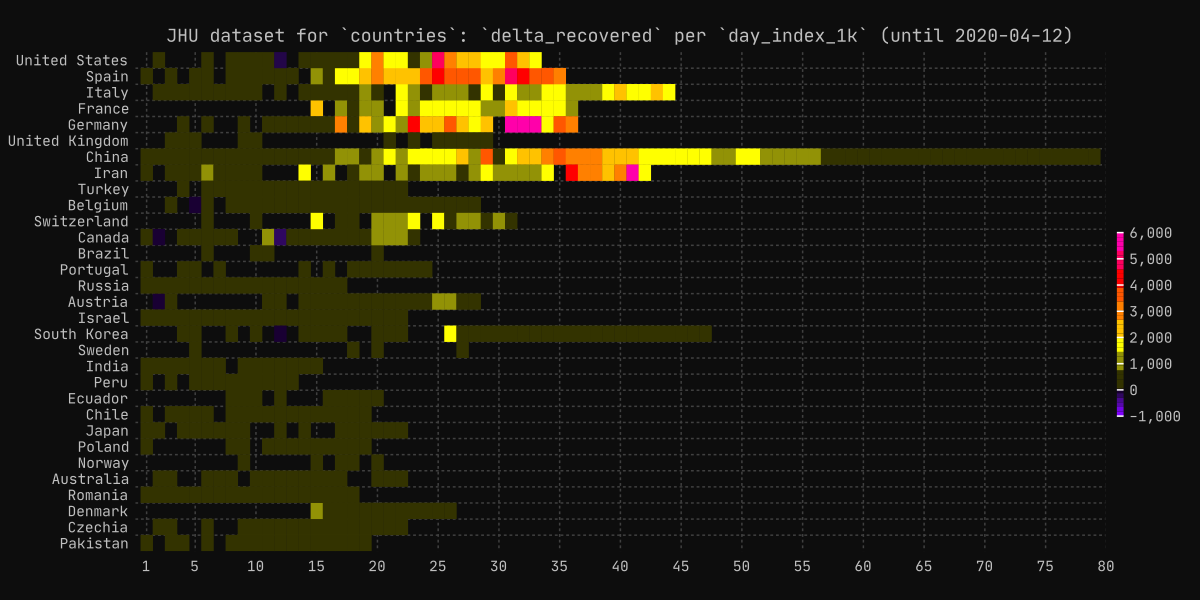 JHU dataset for `countries`: `delta_recovered` per `day_index_1k` (until 2020-04-12)
United States
Spain
Italy
France
Germany
United Kingdom
China
Iran
Turkey
Belgium
Switzerland
Canada
Brazil
Portugal
Russia
Austria
Israel
South Korea
Sweden
India
Peru
Ecuador
Chile
Japan
Poland
Norway
Australia
Romania
Denmark
Czechia
Pakistan
1 5 10 15 20 25 30 35 40 45 50 55 60 65 70 75 80
6,000
5,000
4,000
3,000
2,000
1,000
0
−1,000